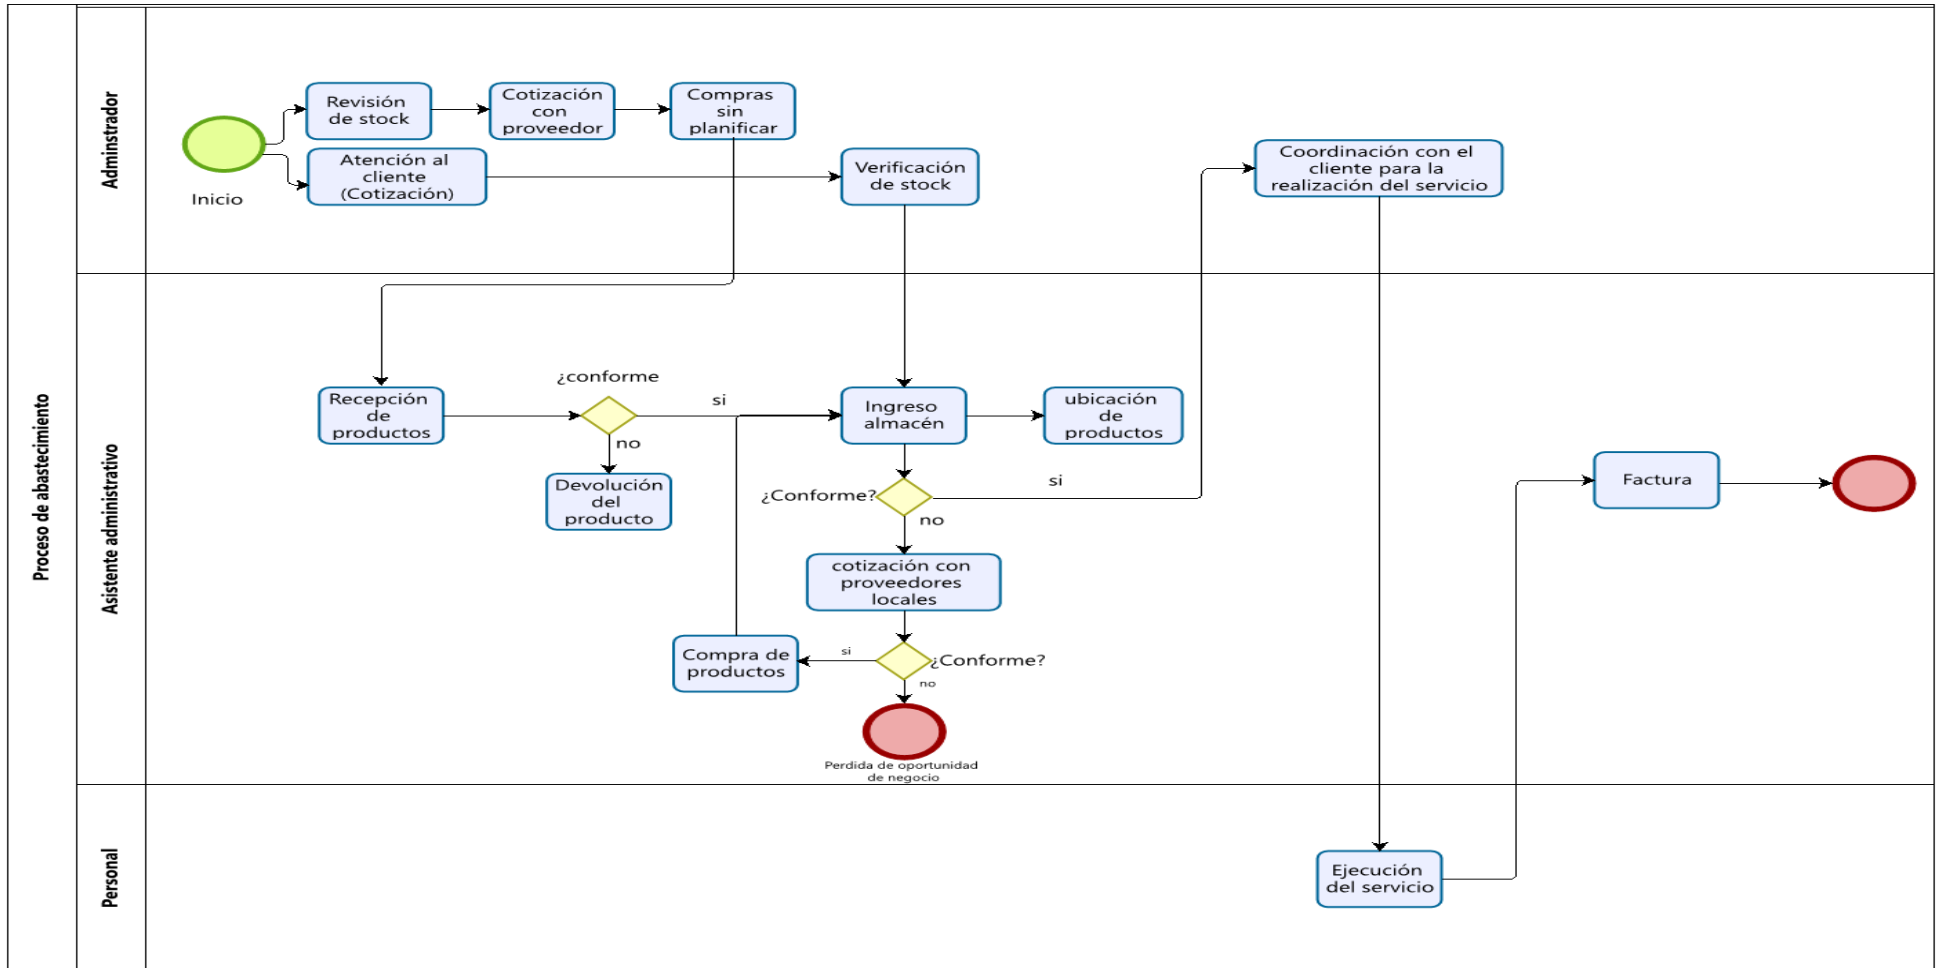 Proceso de abastecimiento
Adminstrador
Inicio
Revisión
de stock
Cotización
con
proveedor
Compras
sin
planificar
Atención al
cliente
(Cotización)
Verificación
de stock
Coordinación con el
cliente para la
realización del servicio
Asistente administrativo
Recepción
de
productos
¿conforme
si
no
Devolución
del
producto
Ingreso
almacén
ubicación
de
productos
¿Conforme?
si
no
cotización con
proveedores
locales
Compra de
productos
si
¿Conforme?
no
Perdida de oportunidad
de negocio
Factura
Personal
Ejecución
del servicio